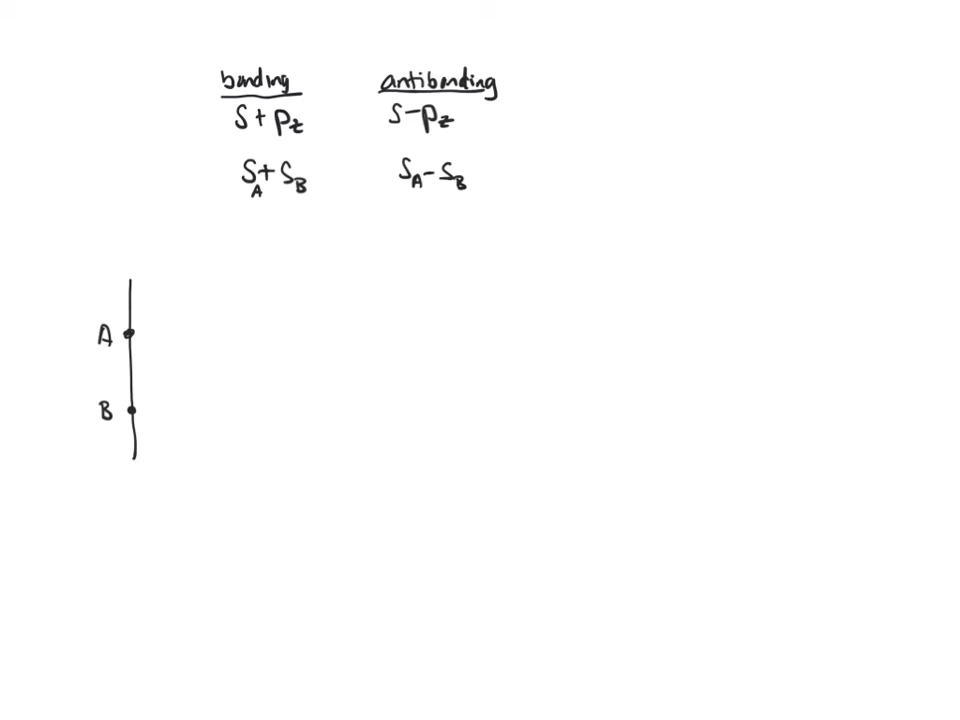 bonding antibonding
S + Pz S - Pz
SA + SB SA - SB
A
B